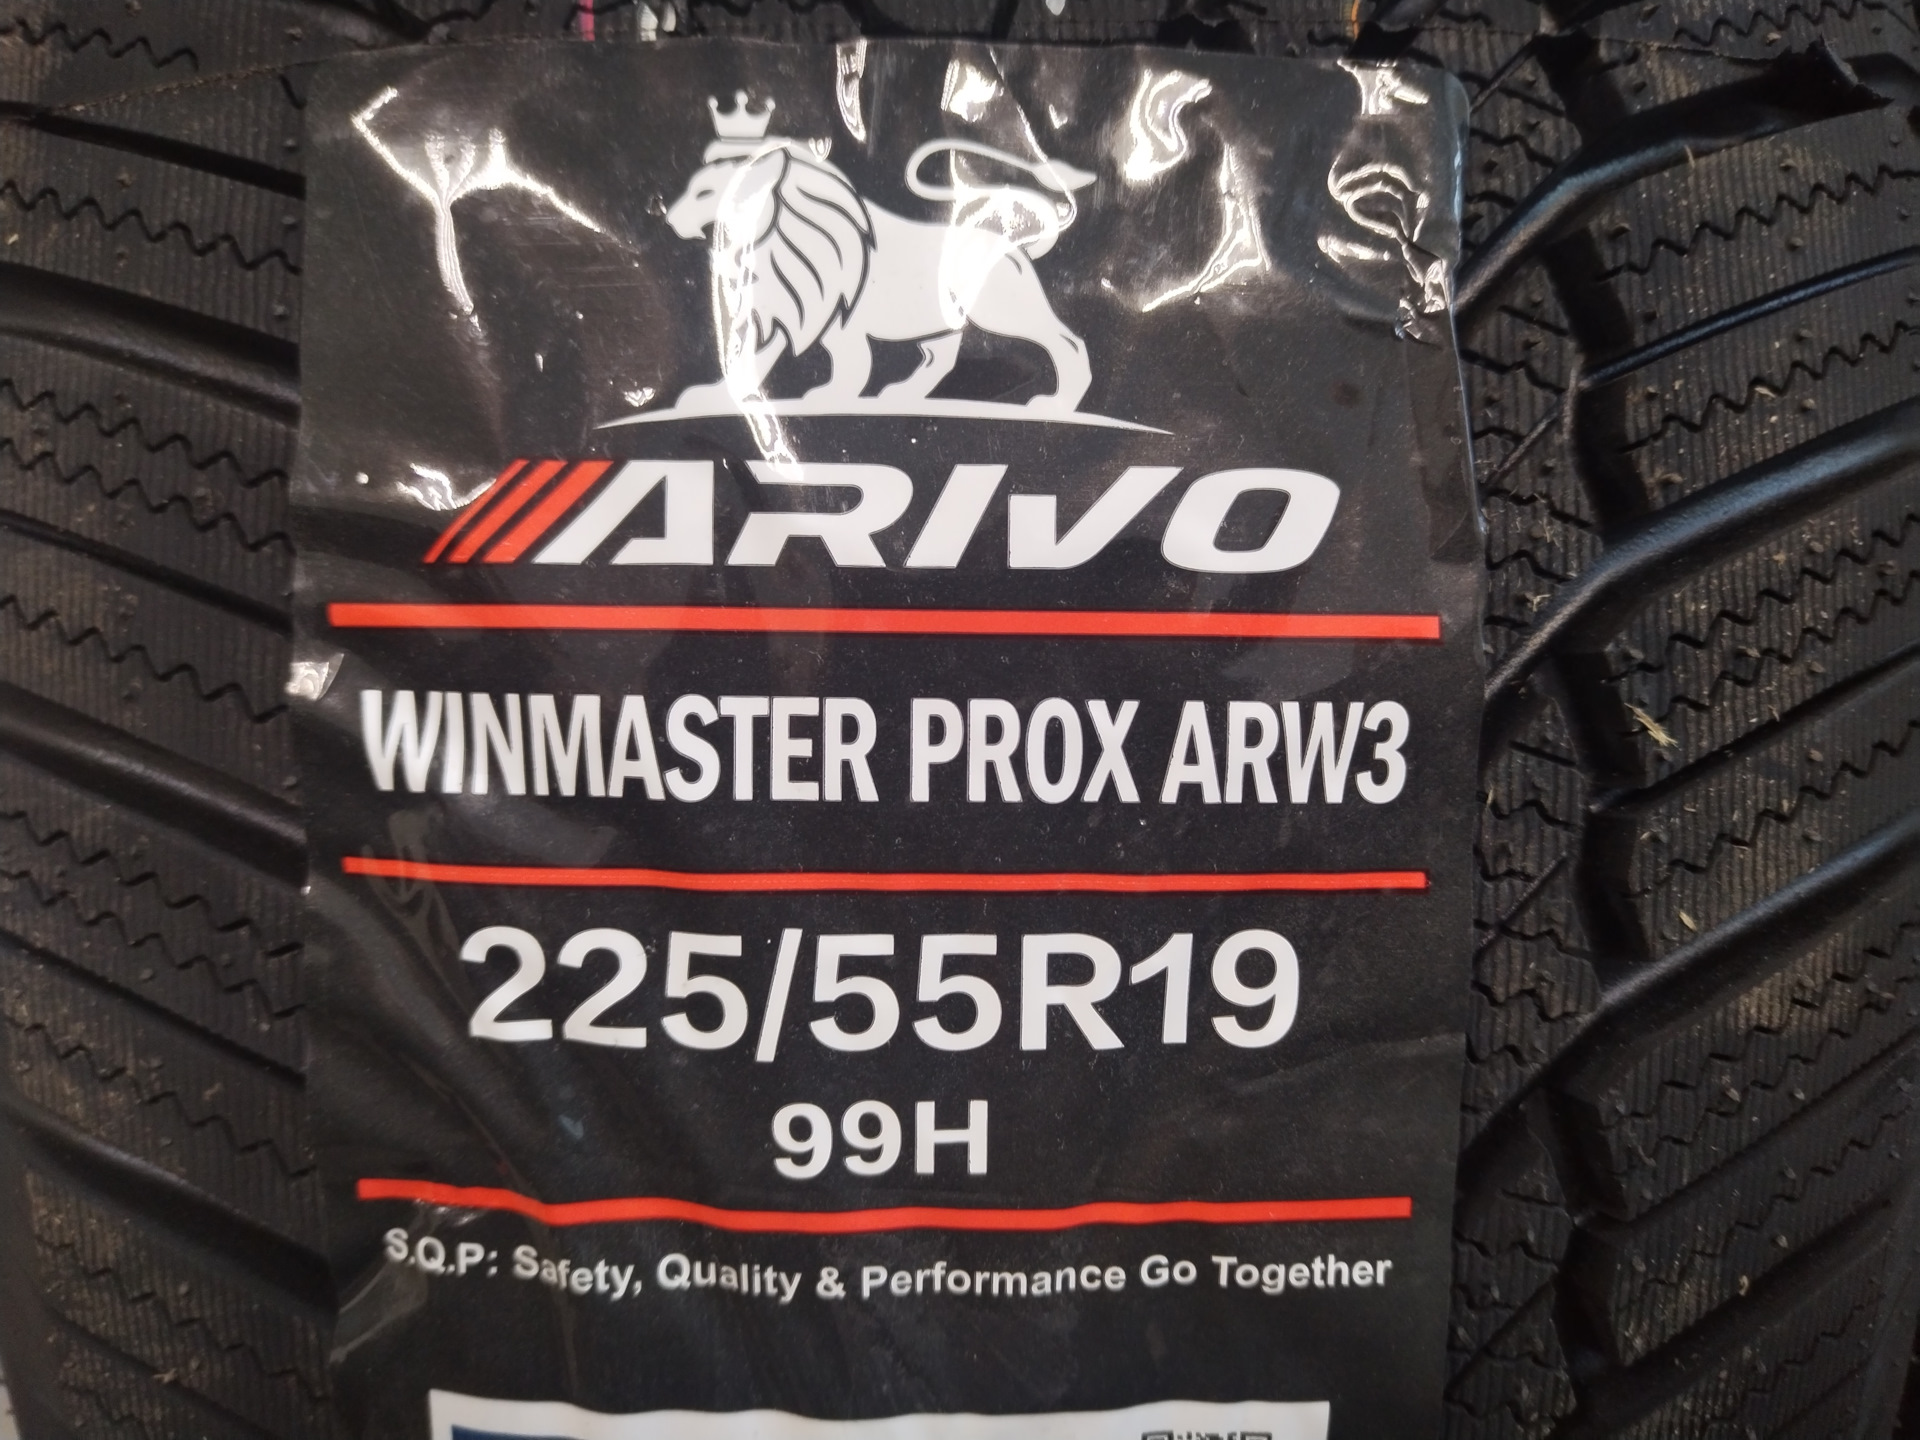 ARIVO
WINMASTER PROX ARW3
225/55R19
99H
S.Q.P: Safety, Quality & Performance Go Together